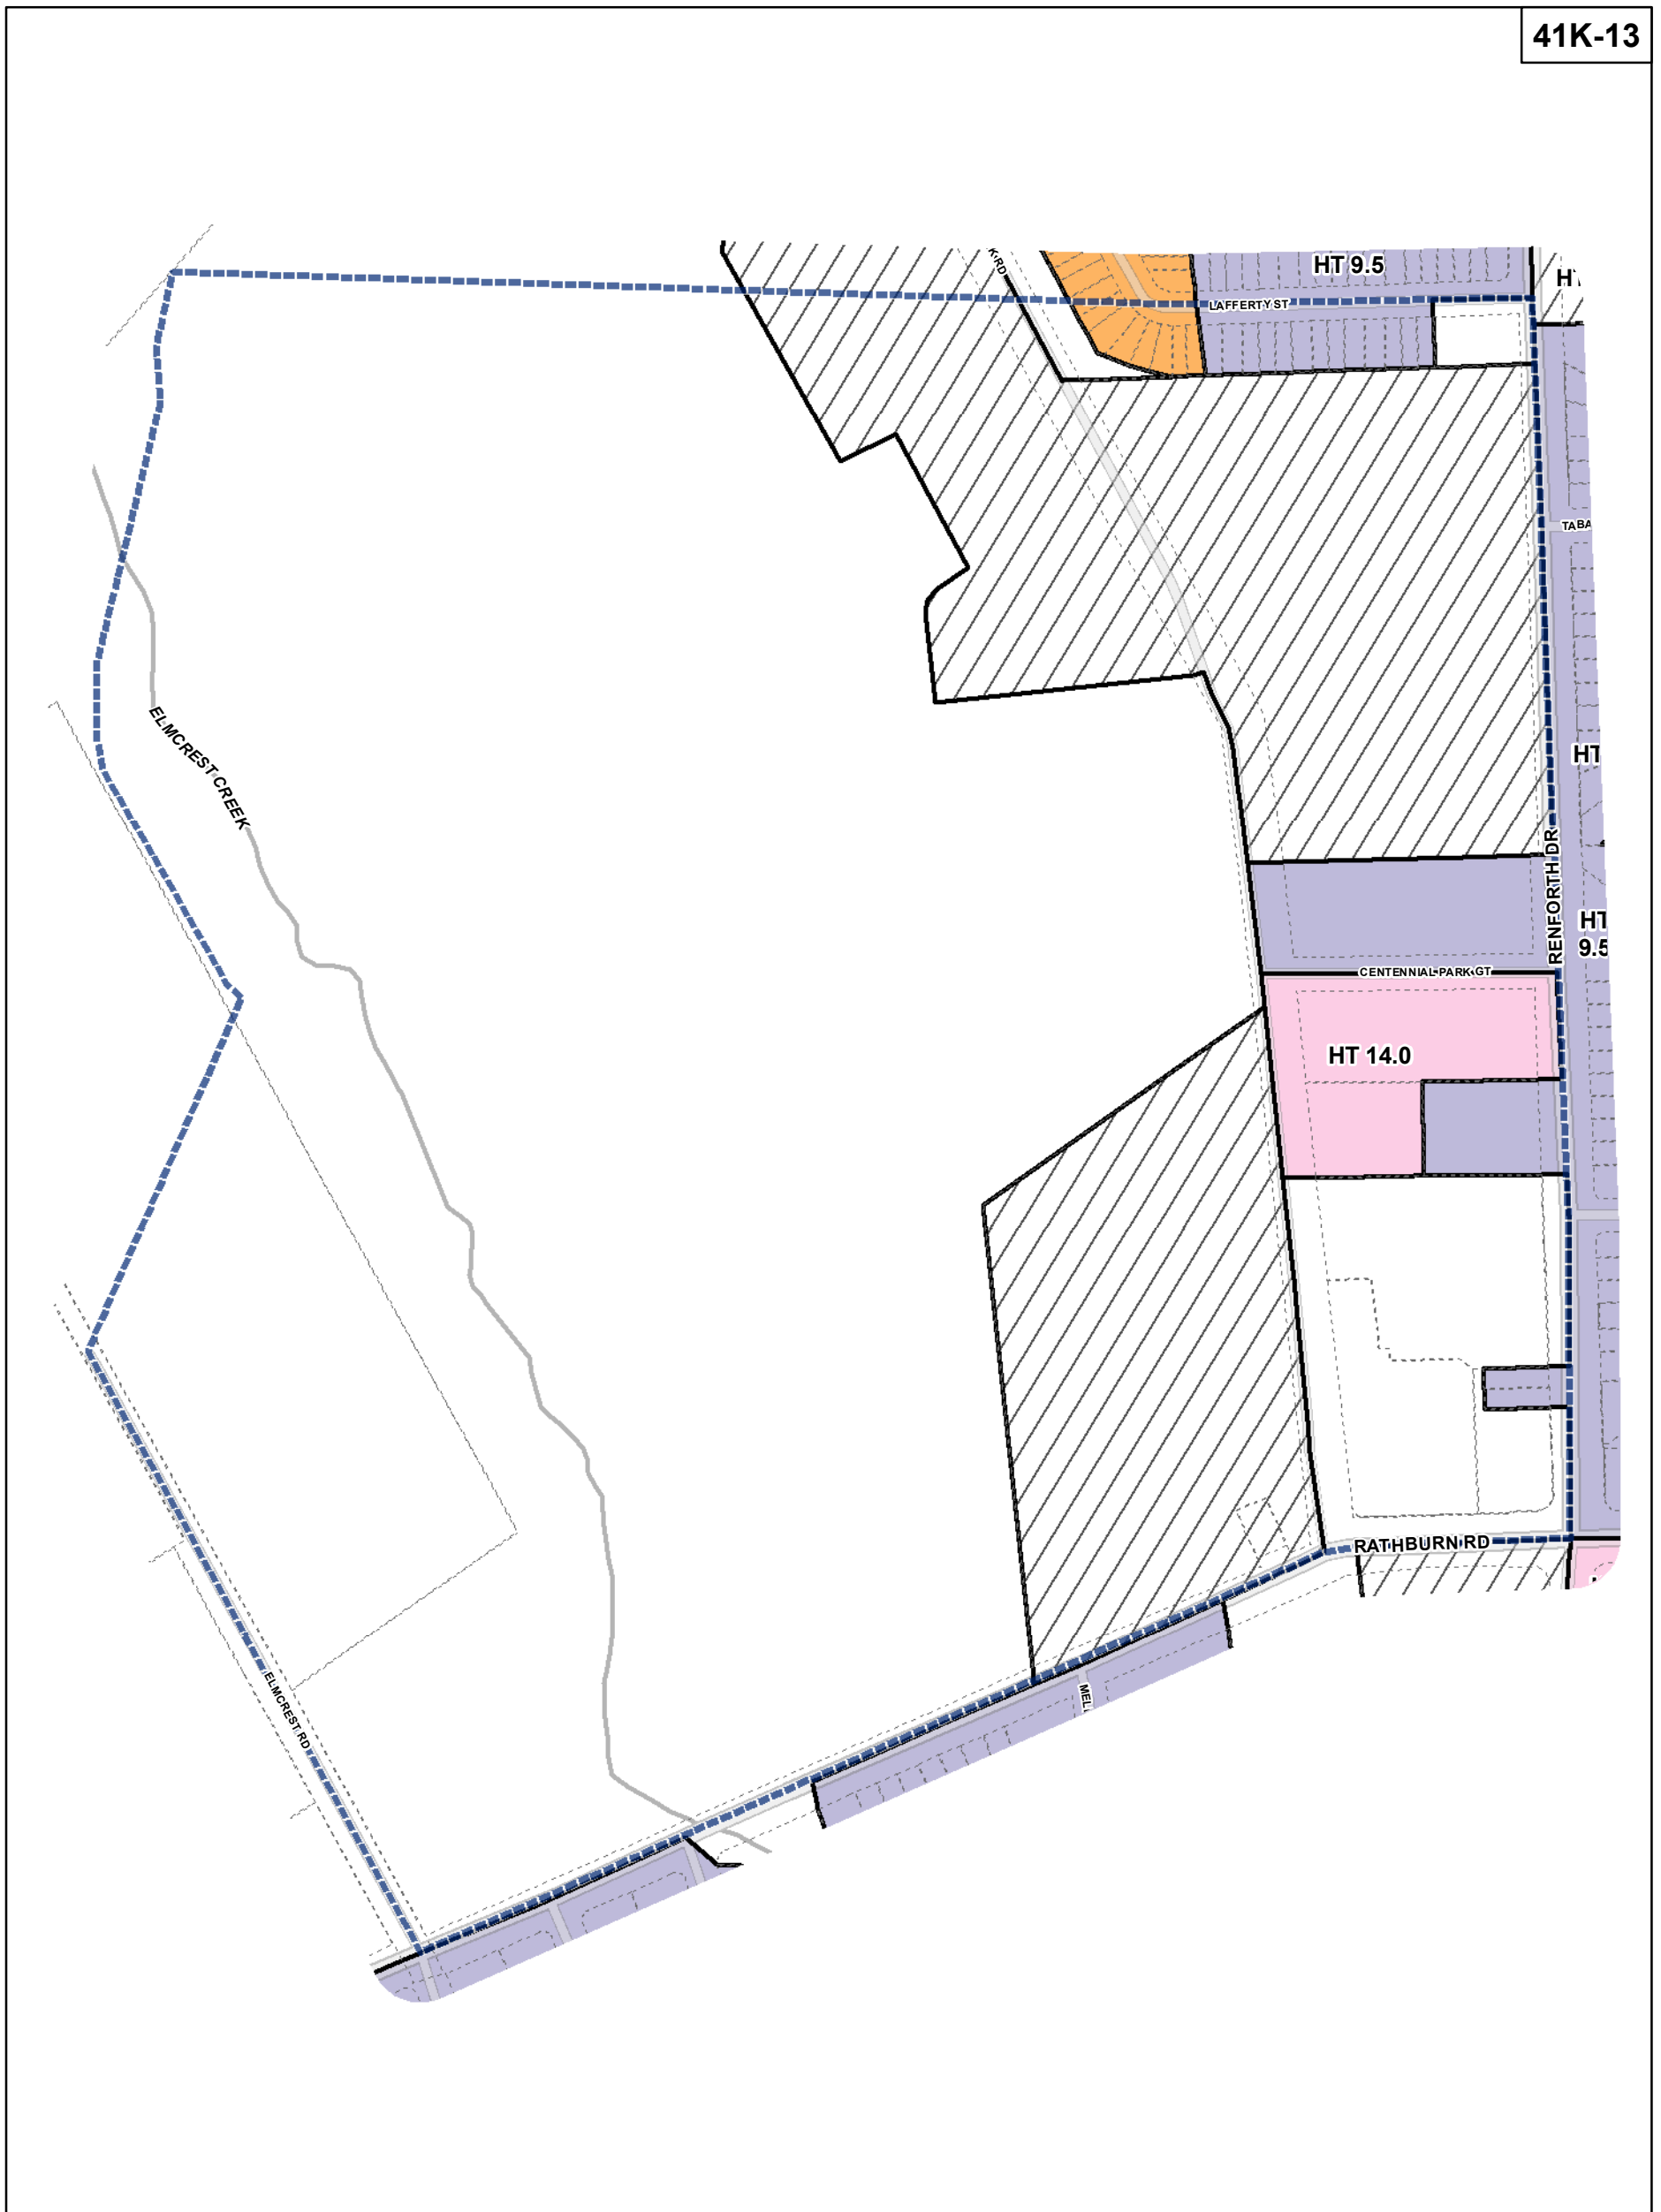 41K-13
K RD
HT 9.5
LAFFERTY ST
TABA
ELMCREST CREEK
HT
RENFORTH DR
HT
9.5
CENTENNIAL PARK GT
HT 14.0
RATHBURN RD
ELMCREST RD
MEL